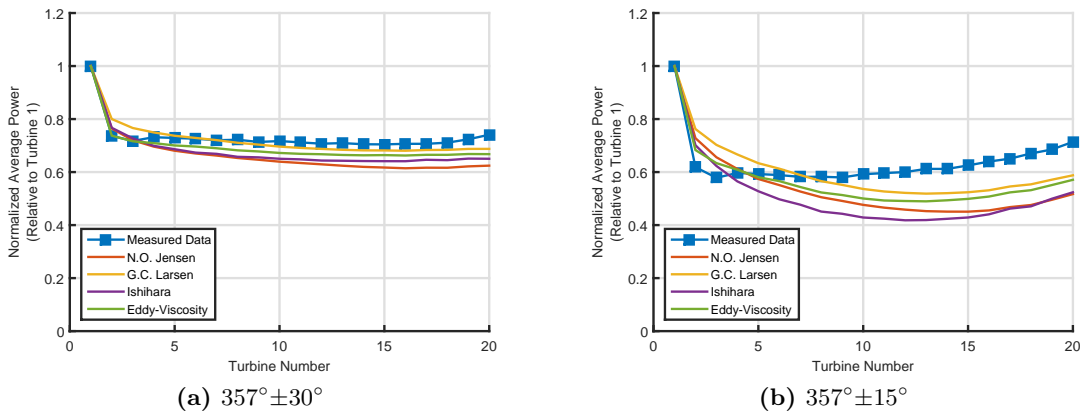 Normalized Average Power
(Relative to Turbine 1)
1.2
1
0.8
0.6
0.4
0.2
0
Measured Data
N.O. Jensen
G.C. Larsen
Ishihara
Eddy-Viscosity
0 5 10 15 20
Turbine Number
(a) 357°±30°
Normalized Average Power
(Relative to Turbine 1)
1.2
1
0.8
0.6
0.4
0.2
0
Measured Data
N.O. Jensen
G.C. Larsen
Ishihara
Eddy-Viscosity
0 5 10 15 20
Turbine Number
(b) 357°±15°